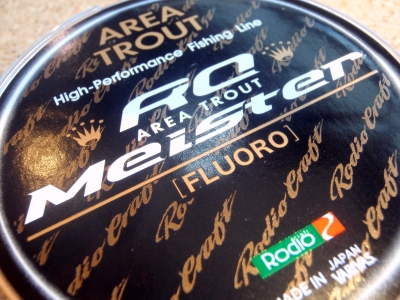 AREA
TROUT
High-Performance Fishing Line
RC
AREA TROUT
Meister
[FLUORO]
Rodio Craft
Rodio
MADE IN JAPAN